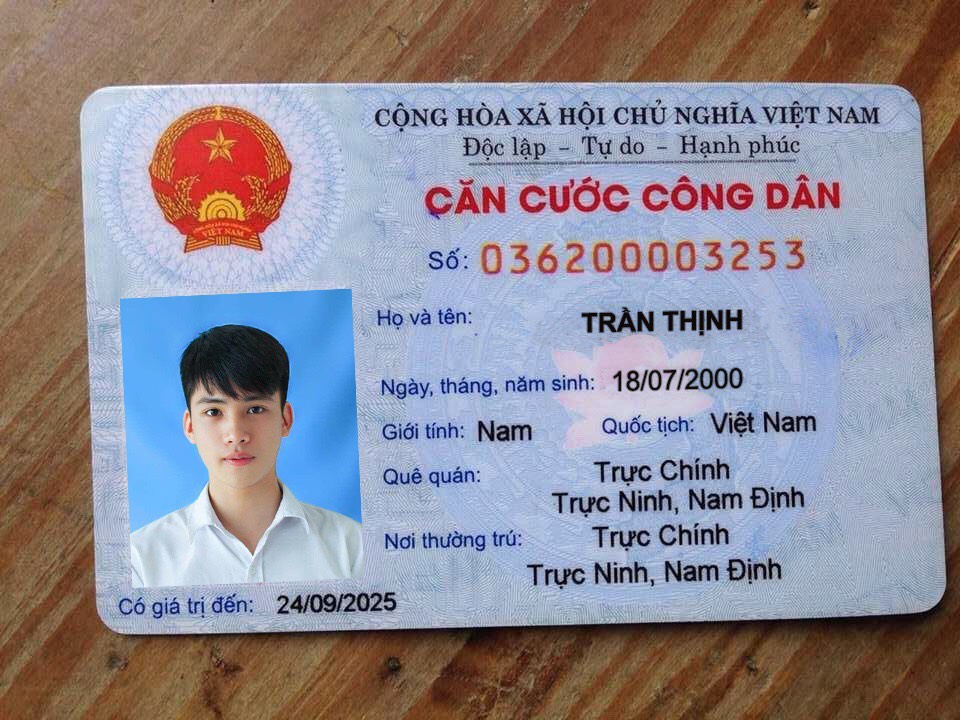 CỘNG HÒA XÃ HỘI CHỦ NGHĨA VIỆT NAM
Độc lập - Tự do - Hạnh phúc
CĂN CƯỚC CÔNG DÂN
Số: 036200003253
Họ và tên: TRẦN THỊNH
Ngày, tháng, năm sinh: 18/07/2000
Giới tính: Nam Quốc tịch: Việt Nam
Quê quán: Trực Chính
Trực Ninh, Nam Định
Nơi thường trú: Trực Chính
Trực Ninh, Nam Định
Có giá trị đến: 24/09/2025
VIỆT NAM